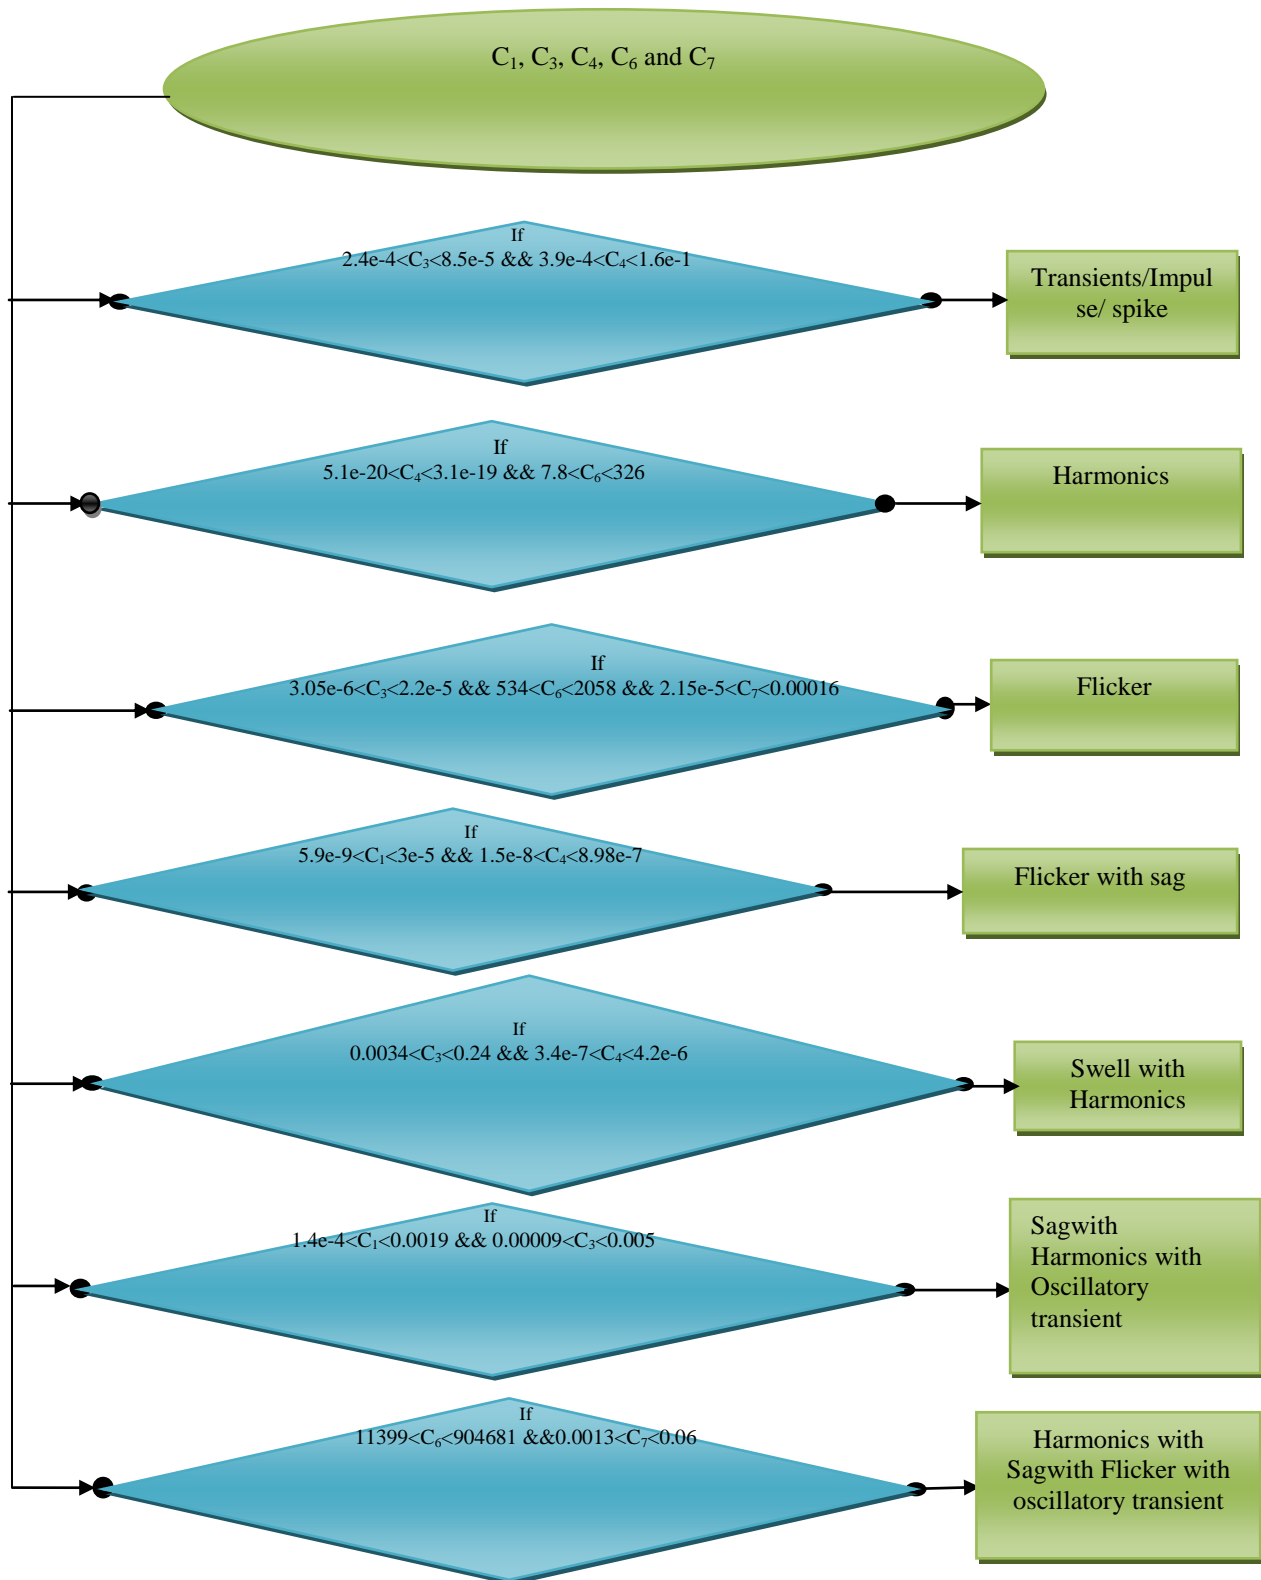 C₁, C₃, C₄, C₆ and C₇
If
2.4e-4<C₃<8.5e-5 && 3.9e-4<C₄<1.6e-1
Transients/Impul
se/ spike
If
5.1e-20<C₄<3.1e-19 && 7.8<C₆<326
Harmonics
If
3.05e-6<C₃<2.2e-5 && 534<C₆<2058 && 2.15e-5<C₇<0.00016
Flicker
If
5.9e-9<C₁<3e-5 && 1.5e-8<C₄<8.98e-7
Flicker with sag
If
0.0034<C₃<0.24 && 3.4e-7<C₄<4.2e-6
Swell with
Harmonics
If
1.4e-4<C₁<0.0019 && 0.00009<C₃<0.005
Sagwith
Harmonics with
Oscillatory
transient
If
11399<C₆<904681 &&0.0013<C₇<0.06
Harmonics with
Sagwith Flicker with
oscillatory transient